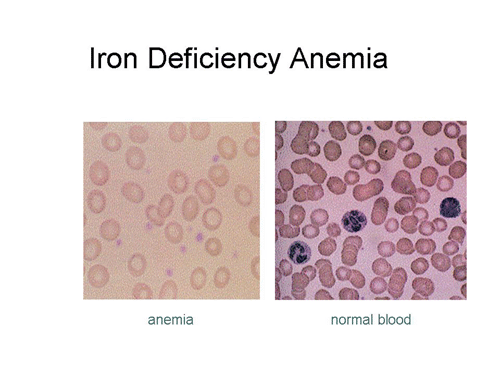 Iron Deficiency Anemia
anemia
normal blood